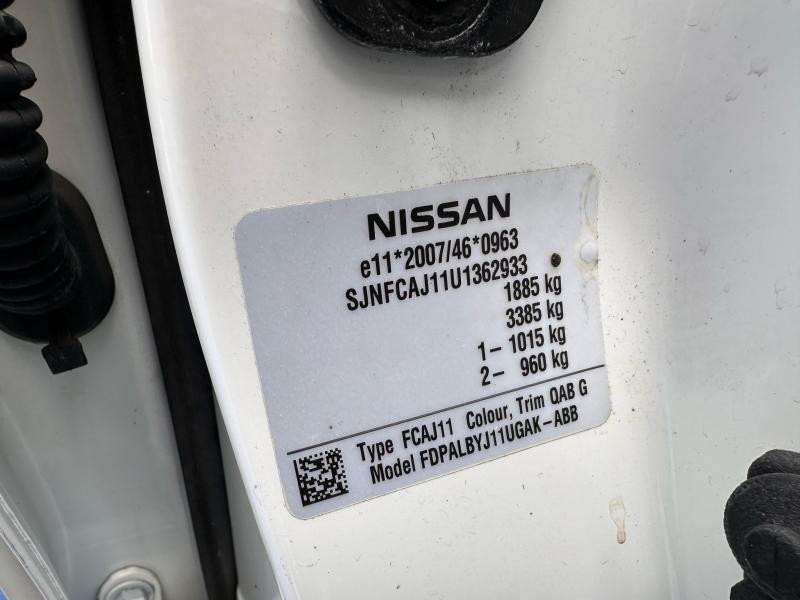 NISSAN
e11*2007/46*0963
SJNFCAJ11U1362933
1885 kg
3385 kg
1– 1015 kg
2– 960 kg
Type FCAJ11 Colour, Trim QAB G
Model FDPALBYJ11UGAK–ABB